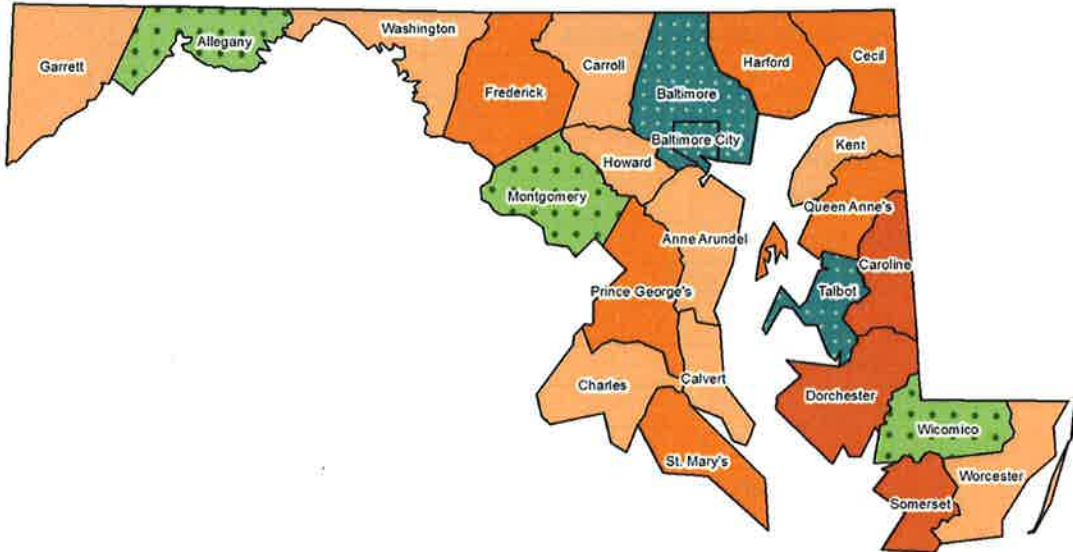 Garrett
Allegany
Washington
Frederick
Carroll
Baltimore
Harford
Cecil
Baltimore City
Howard
Kent
Montgomery
Queen Anne's
Anne Arundel
Caroline
Prince George's
Talbot
Charles
Calvert
Dorchester
Wicomico
St. Mary's
Worcester
Somerset